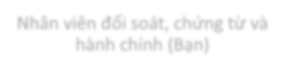 Nhân viên đối soát, chứng từ và
hành chính (Bạn)